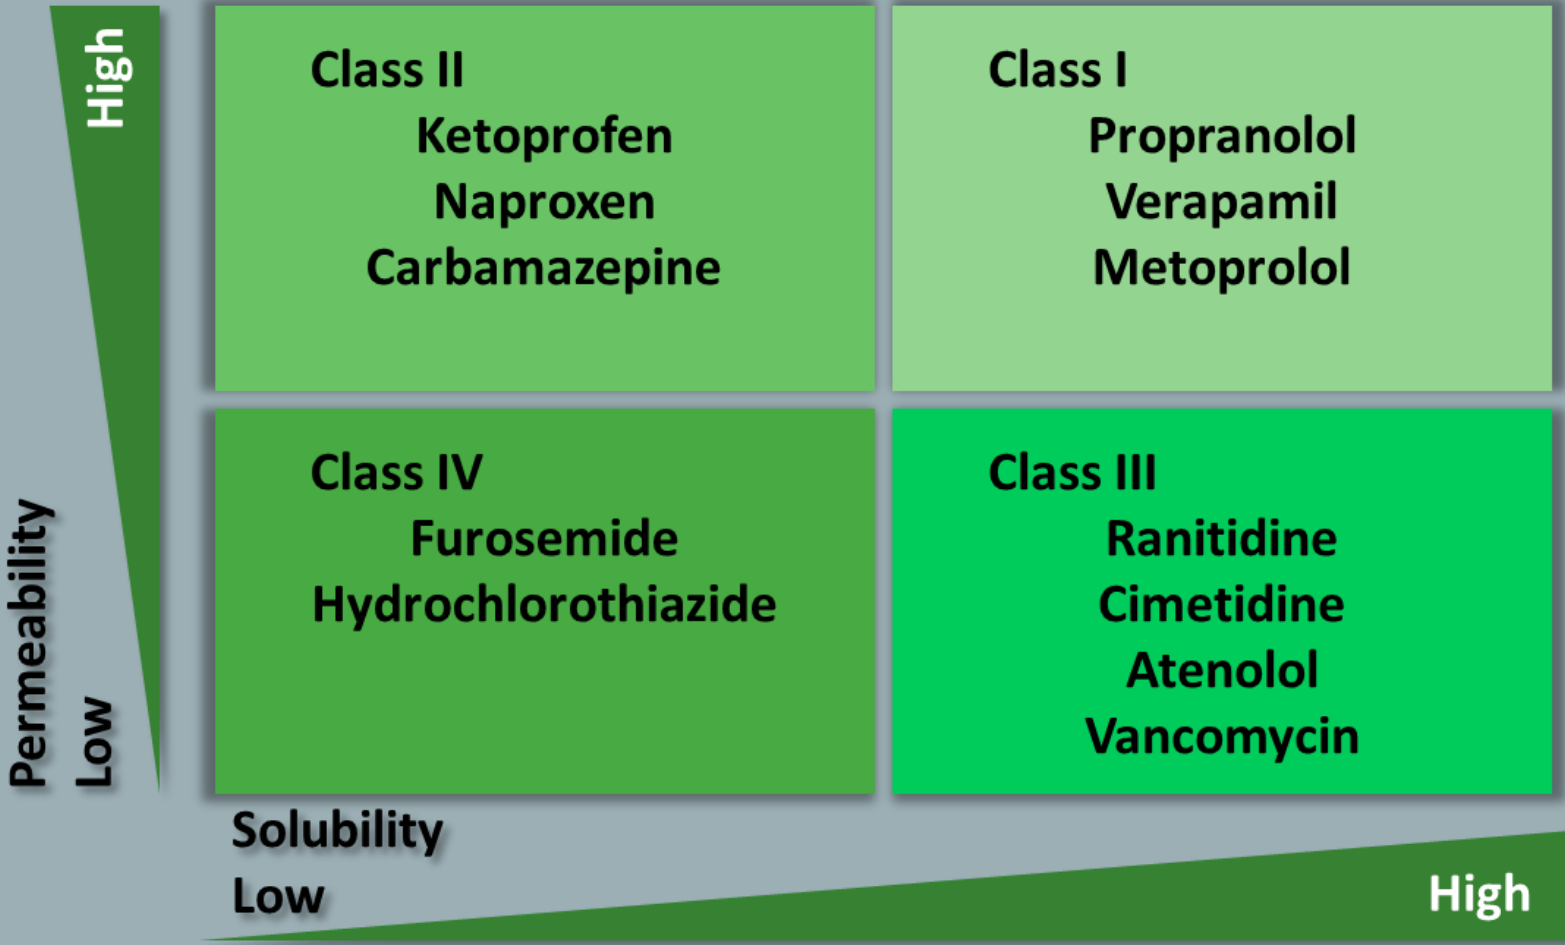 High
Permeability
Low
Class II
Ketoprofen
Naproxen
Carbamazepine
Class I
Propranolol
Verapamil
Metoprolol
Class IV
Furosemide
Hydrochlorothiazide
Class III
Ranitidine
Cimetidine
Atenolol
Vancomycin
Solubility
Low
High